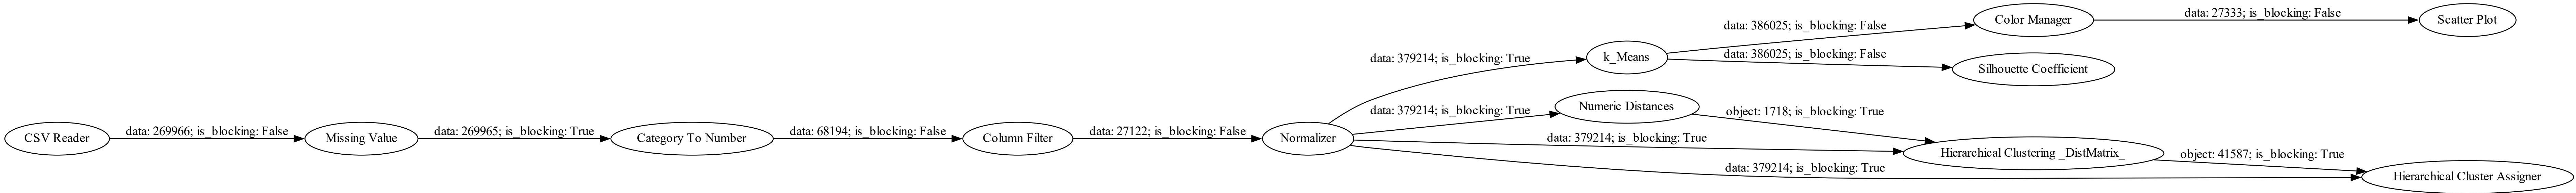 CSV Reader
data: 269966; is_blocking: False
Missing Value
data: 269965; is_blocking: True
Category To Number
data: 68194; is_blocking: False
Column Filter
data: 27122; is_blocking: False
Normalizer
data: 379214; is_blocking: True
k_Means
data: 386025; is_blocking: False
Color Manager
data: 27333; is_blocking: False
Scatter Plot
data: 386025; is_blocking: False
Silhouette Coefficient
data: 379214; is_blocking: True
Numeric Distances
object: 1718; is_blocking: True
data: 379214; is_blocking: True
Hierarchical Clustering _DistMatrix_
object: 41587; is_blocking: True
data: 379214; is_blocking: True
Hierarchical Cluster Assigner